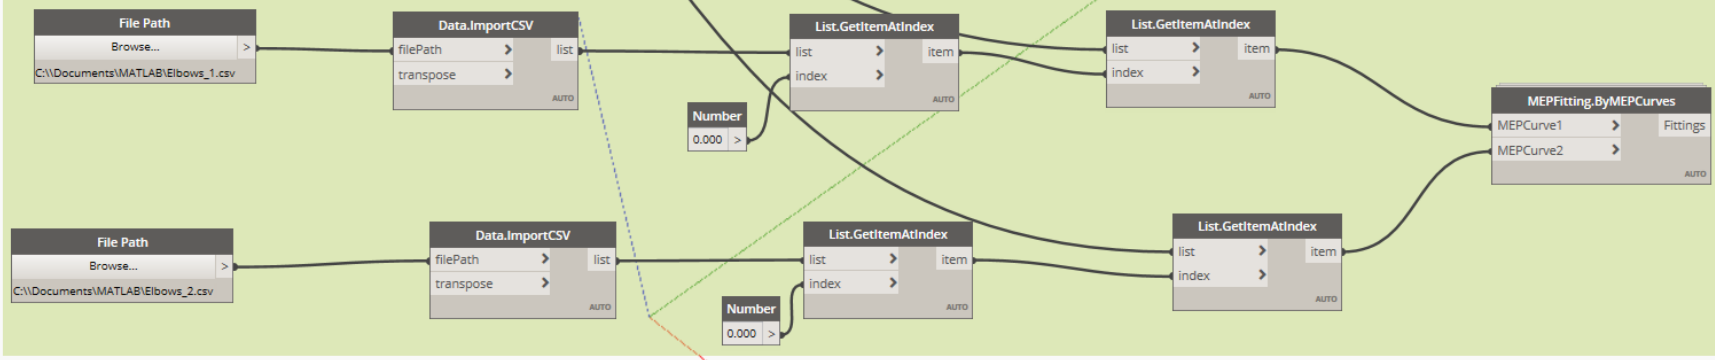 File Path
Browse...
>
C:\\Documents\MATLAB\Elbows_1.csv
Data.ImportCSV
filePath > list
transpose >
AUTO
List.GetItemAtIndex
list > item
index >
AUTO
Number
0.000 >
List.GetItemAtIndex
list > item
index >
AUTO
MEPFitting.ByMEPCurves
MEPCurve1 > Fittings
MEPCurve2 >
AUTO
File Path
Browse...
>
C:\\Documents\MATLAB\Elbows_2.csv
Data.ImportCSV
filePath > list
transpose >
AUTO
List.GetItemAtIndex
list > item
index >
AUTO
Number
0.000 >
List.GetItemAtIndex
list > item
index >
AUTO